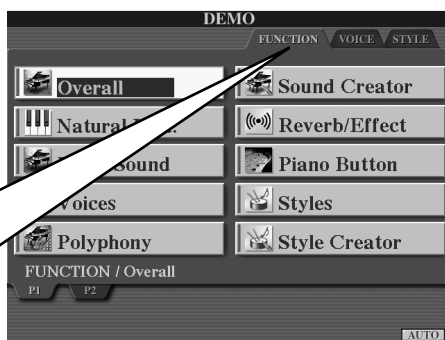 DEMO
FUNCTION VOICE STYLE
Overall
Sound Creator
Natural
Reverb/Effect
Sound
Piano Button
Voices
Styles
Polyphony
Style Creator
FUNCTION / Overall
P1 P2
AUTO